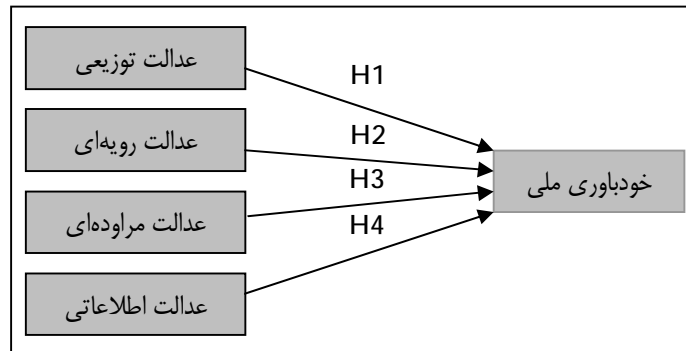 عدالت توزیعی
H1
عدالت رویه‌ای
H2
خودباوری ملی
H3
عدالت مراوده‌ای
H4
عدالت اطلاعاتی